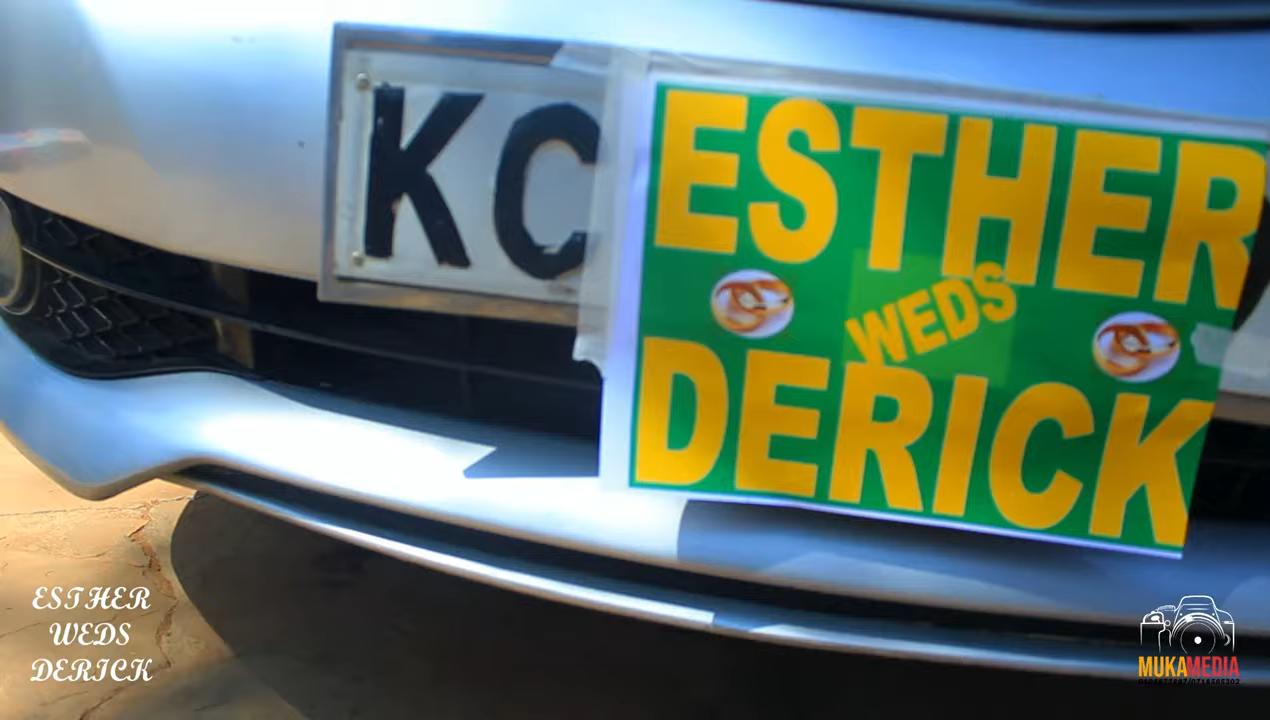 KC
ESTHER
WEDS
DERICK
ESTHER
WEDS
DERICK
MUKAMEDIA